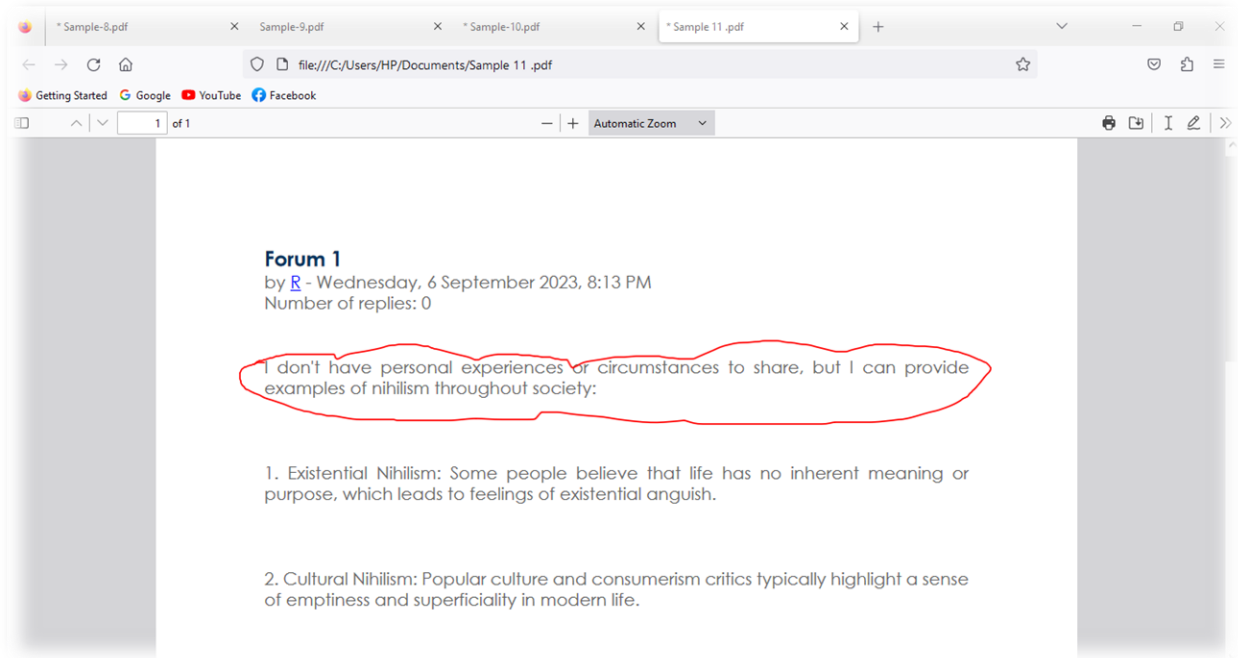 * Sample-8.pdf
Sample-9.pdf
* Sample-10.pdf
* Sample 11 .pdf
file:///C:/Users/HP/Documents/Sample 11 .pdf
Getting Started Google YouTube Facebook
1 of 1
Automatic Zoom
Forum 1
by R - Wednesday, 6 September 2023, 8:13 PM
Number of replies: 0
I don't have personal experiences or circumstances to share, but I can provide
examples of nihilism throughout society:
1. Existential Nihilism: Some people believe that life has no inherent meaning or
purpose, which leads to feelings of existential anguish.
2. Cultural Nihilism: Popular culture and consumerism critics typically highlight a sense
of emptiness and superficiality in modern life.